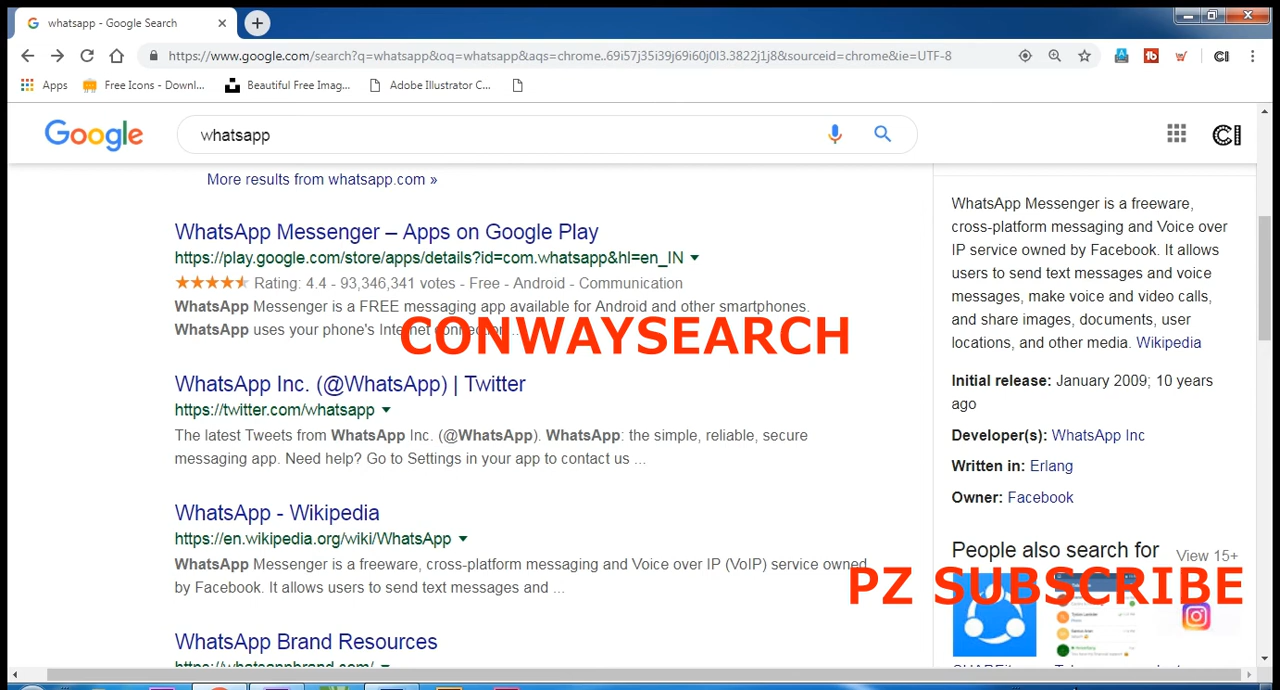 whatsapp - Google Search
https://www.google.com/search?q=whatsapp&oq=whatsapp&aqs=chrome..69i57j35i39j69i60j0l3.3822j1j8&sourceid=chrome&ie=UTF-8
Apps Free Icons - Downl... Beautiful Free Imag... Adobe Illustrator C...
Google whatsapp CI
More results from whatsapp.com »
WhatsApp Messenger – Apps on Google Play
https://play.google.com/store/apps/details?id=com.whatsapp&hl=en_IN
Rating: 4.4 - 93,346,341 votes - Free - Android - Communication
WhatsApp Messenger is a FREE messaging app available for Android and other smartphones.
WhatsApp uses your phone's Internet connection ...
CONWAYSEARCH
WhatsApp Inc. (@WhatsApp) | Twitter
https://twitter.com/whatsapp
The latest Tweets from WhatsApp Inc. (@WhatsApp). WhatsApp: the simple, reliable, secure
messaging app. Need help? Go to Settings in your app to contact us ...
WhatsApp - Wikipedia
https://en.wikipedia.org/wiki/WhatsApp
WhatsApp Messenger is a freeware, cross-platform messaging and Voice over IP (VoIP) service owned
by Facebook. It allows users to send text messages and ...
WhatsApp Brand Resources
https://whatsappbrand.com/
WhatsApp Messenger is a freeware,
cross-platform messaging and Voice over
IP service owned by Facebook. It allows
users to send text messages and voice
messages, make voice and video calls,
and share images, documents, user
locations, and other media. Wikipedia
Initial release: January 2009; 10 years
ago
Developer(s): WhatsApp Inc
Written in: Erlang
Owner: Facebook
People also search for View 15+
PZ SUBSCRIBE